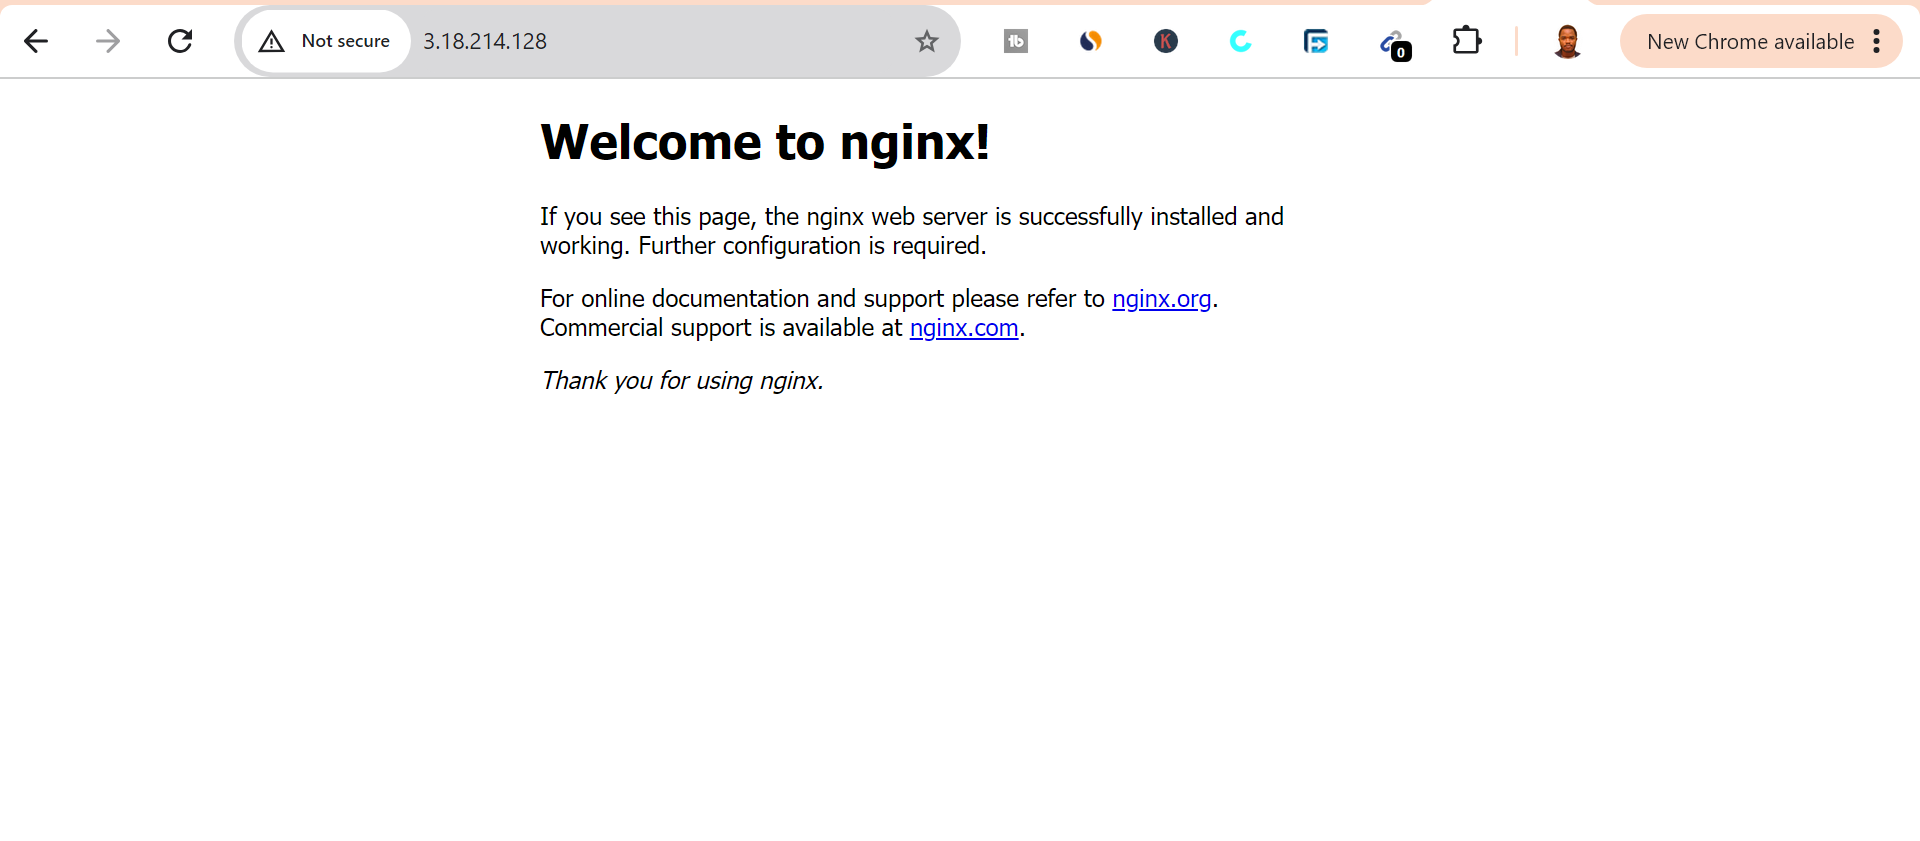 Not secure
3.18.214.128
tb
K
0
New Chrome available
Welcome to nginx!
If you see this page, the nginx web server is successfully installed and
working. Further configuration is required.
For online documentation and support please refer to nginx.org.
Commercial support is available at nginx.com.
Thank you for using nginx.